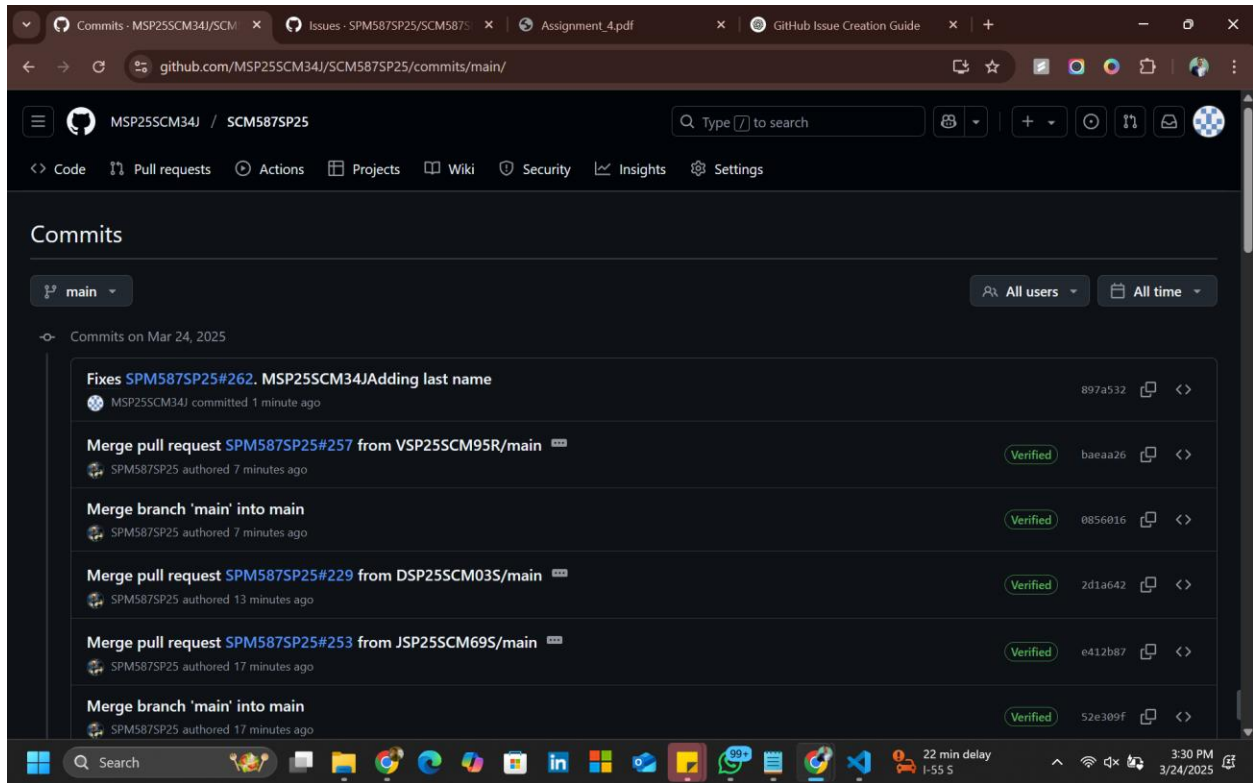 Commits · MSP25SCM34J/SCM
Issues · SPM587SP25/SCM587S
Assignment_4.pdf
GitHub Issue Creation Guide
github.com/MSP25SCM34J/SCM587SP25/commits/main/
MSP25SCM34J / SCM587SP25
Type / to search
Code Pull requests Actions Projects Wiki Security Insights Settings
Commits
main
All users
All time
Commits on Mar 24, 2025
Fixes SPM587SP25#262. MSP25SCM34JAdding last name
MSP25SCM34J committed 1 minute ago
897a532
Merge pull request SPM587SP25#257 from VSP25SCM95R/main
SPM587SP25 authored 7 minutes ago
Verified baeaa26
Merge branch 'main' into main
SPM587SP25 authored 7 minutes ago
Verified 0856016
Merge pull request SPM587SP25#229 from DSP25SCM03S/main
SPM587SP25 authored 13 minutes ago
Verified 2d1a642
Merge pull request SPM587SP25#253 from JSP25SCM69S/main
SPM587SP25 authored 17 minutes ago
Verified e412b87
Merge branch 'main' into main
SPM587SP25 authored 17 minutes ago
Verified 52e309f
Search
99+
22 min delay
I-55 S
3:30 PM
3/24/2025